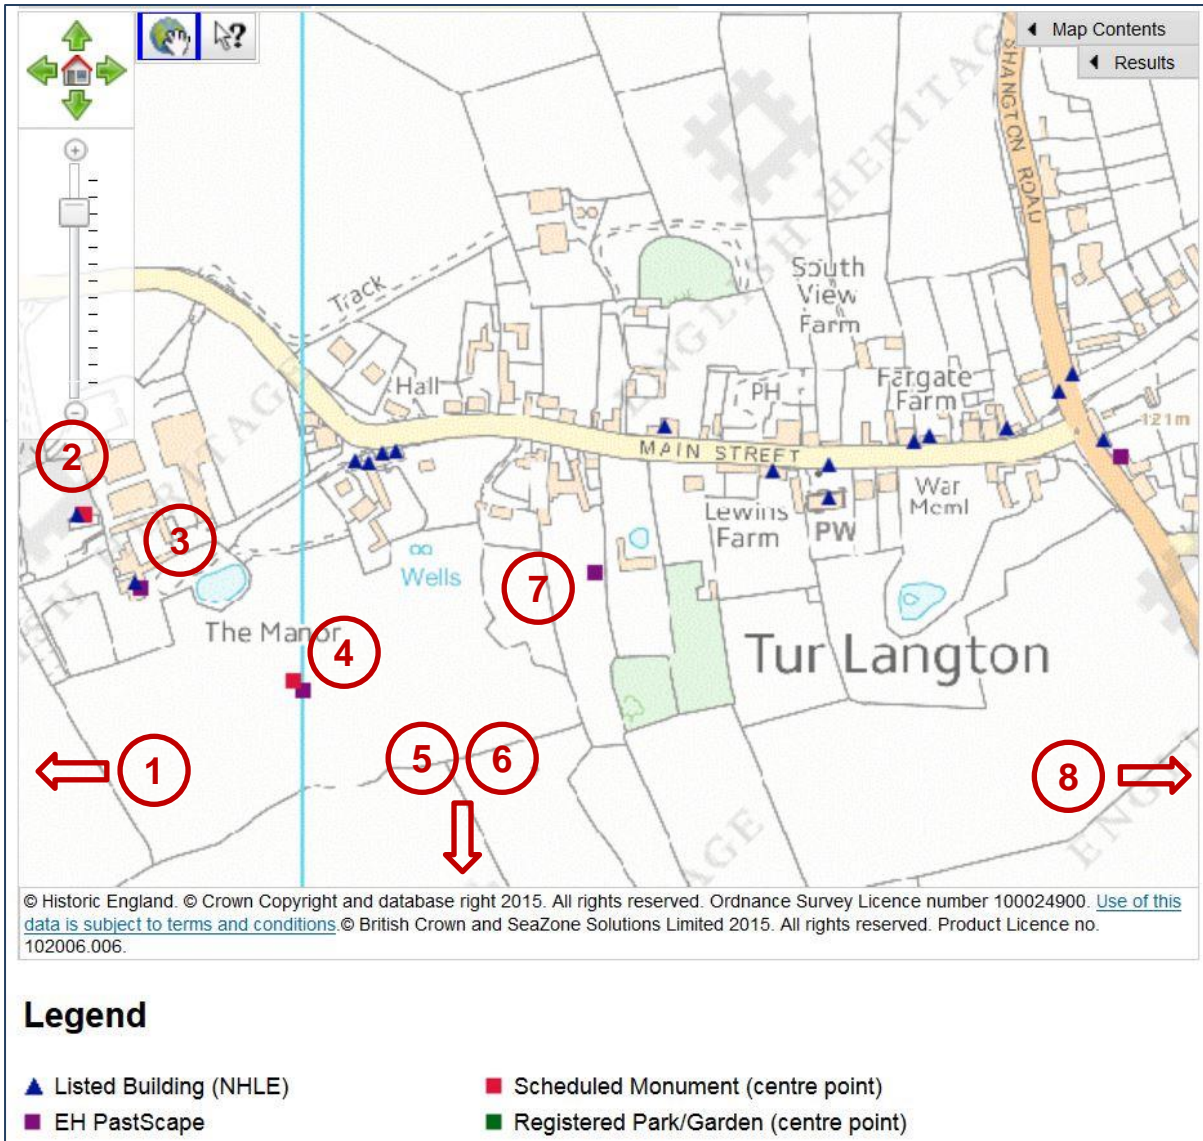 Map Contents
Results
?
SHANGTON ROAD
ENGLISH HERITAGE
Track
South
View
Farm
Hall
PH
Fargate
Farm
121m
MAIN STREET
2
3
War
Meml
Lewins
Farm
PW
Wells
7
The Manor
4
Tur Langton
5
6
1
8
© Historic England. © Crown Copyright and database right 2015. All rights reserved. Ordnance Survey Licence number 100024900. Use of this
data is subject to terms and conditions.© British Crown and SeaZone Solutions Limited 2015. All rights reserved. Product Licence no.
102006.006.
Legend
Listed Building (NHLE)
Scheduled Monument (centre point)
EH PastScape
Registered Park/Garden (centre point)